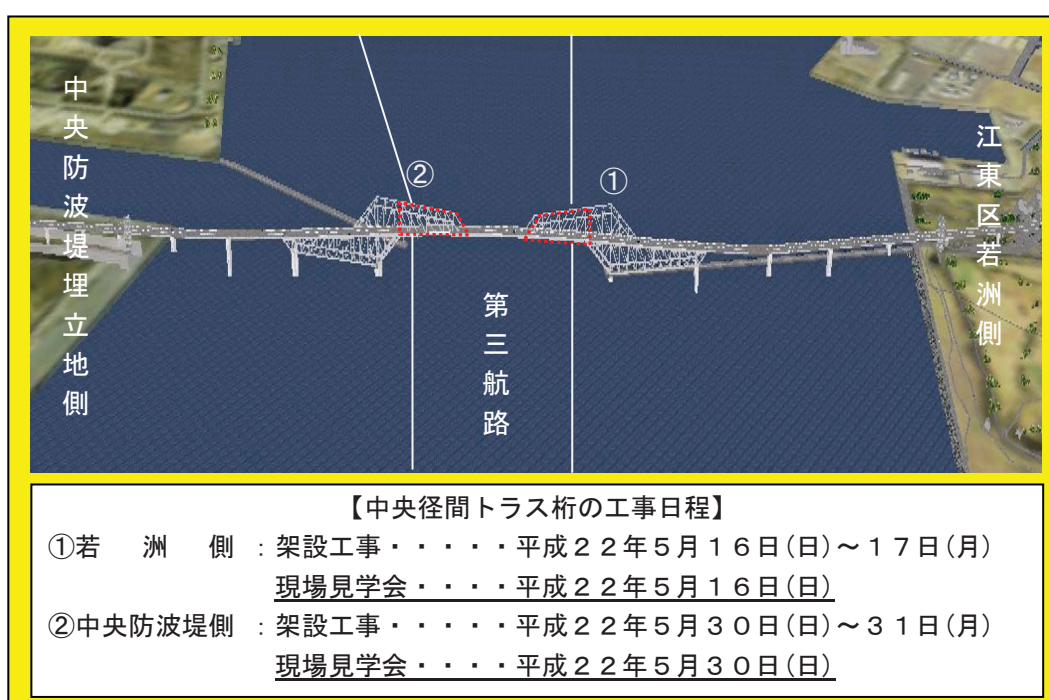 中央防波堤埋立地側
②
①
江東区若洲側
第三航路
【中央径間トラス桁の工事日程】
①若　洲　側 ：架設工事・・・・・平成２２年５月１６日(日)～１７日(月)
現場見学会・・・・平成２２年５月１６日(日)
②中央防波堤側 ：架設工事・・・・・平成２２年５月３０日(日)～３１日(月)
現場見学会・・・・平成２２年５月３０日(日)